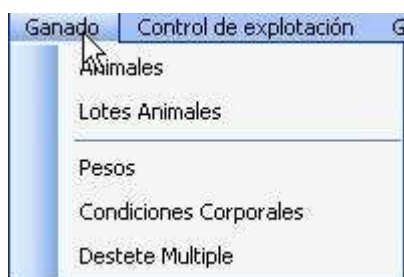 Ganado Control de explotación G
Animales
Lotes Animales
Pesos
Condiciones Corporales
Destete Multiple